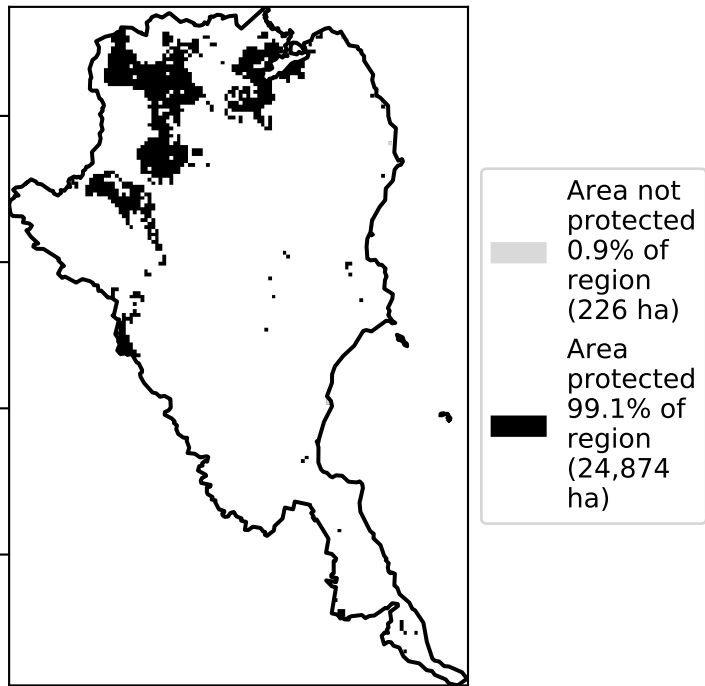 Area not
protected
0.9% of
region
(226 ha)
Area
protected
99.1% of
region
(24,874
ha)